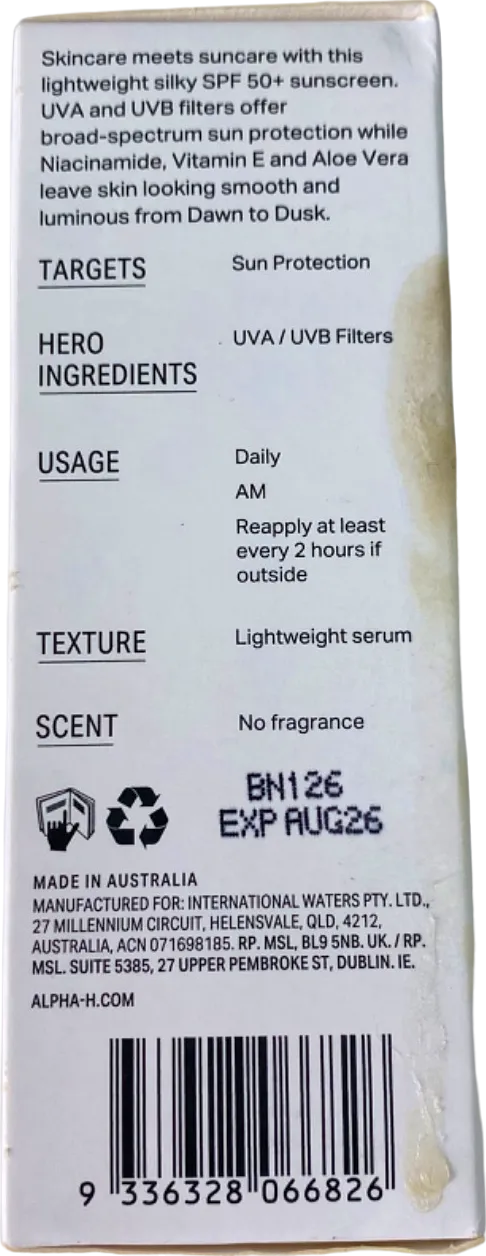 Skincare meets suncare with this
lightweight silky SPF 50+ sunscreen.
UVA and UVB filters offer
broad-spectrum sun protection while
Niacinamide, Vitamin E and Aloe Vera
leave skin looking smooth and
luminous from Dawn to Dusk.
TARGETS Sun Protection
HERO INGREDIENTS UVA / UVB Filters
USAGE Daily
AM
Reapply at least
every 2 hours if
outside
TEXTURE Lightweight serum
SCENT No fragrance
BN126
EXP AUG26
MADE IN AUSTRALIA
MANUFACTURED FOR: INTERNATIONAL WATERS PTY. LTD.,
27 MILLENNIUM CIRCUIT, HELENSVALE, QLD, 4212,
AUSTRALIA, ACN 071698185. RP. MSL, BL9 5NB. UK. / RP.
MSL. SUITE 5385, 27 UPPER PEMBROKE ST, DUBLIN. IE.
ALPHA-H.COM
9 336328 066826